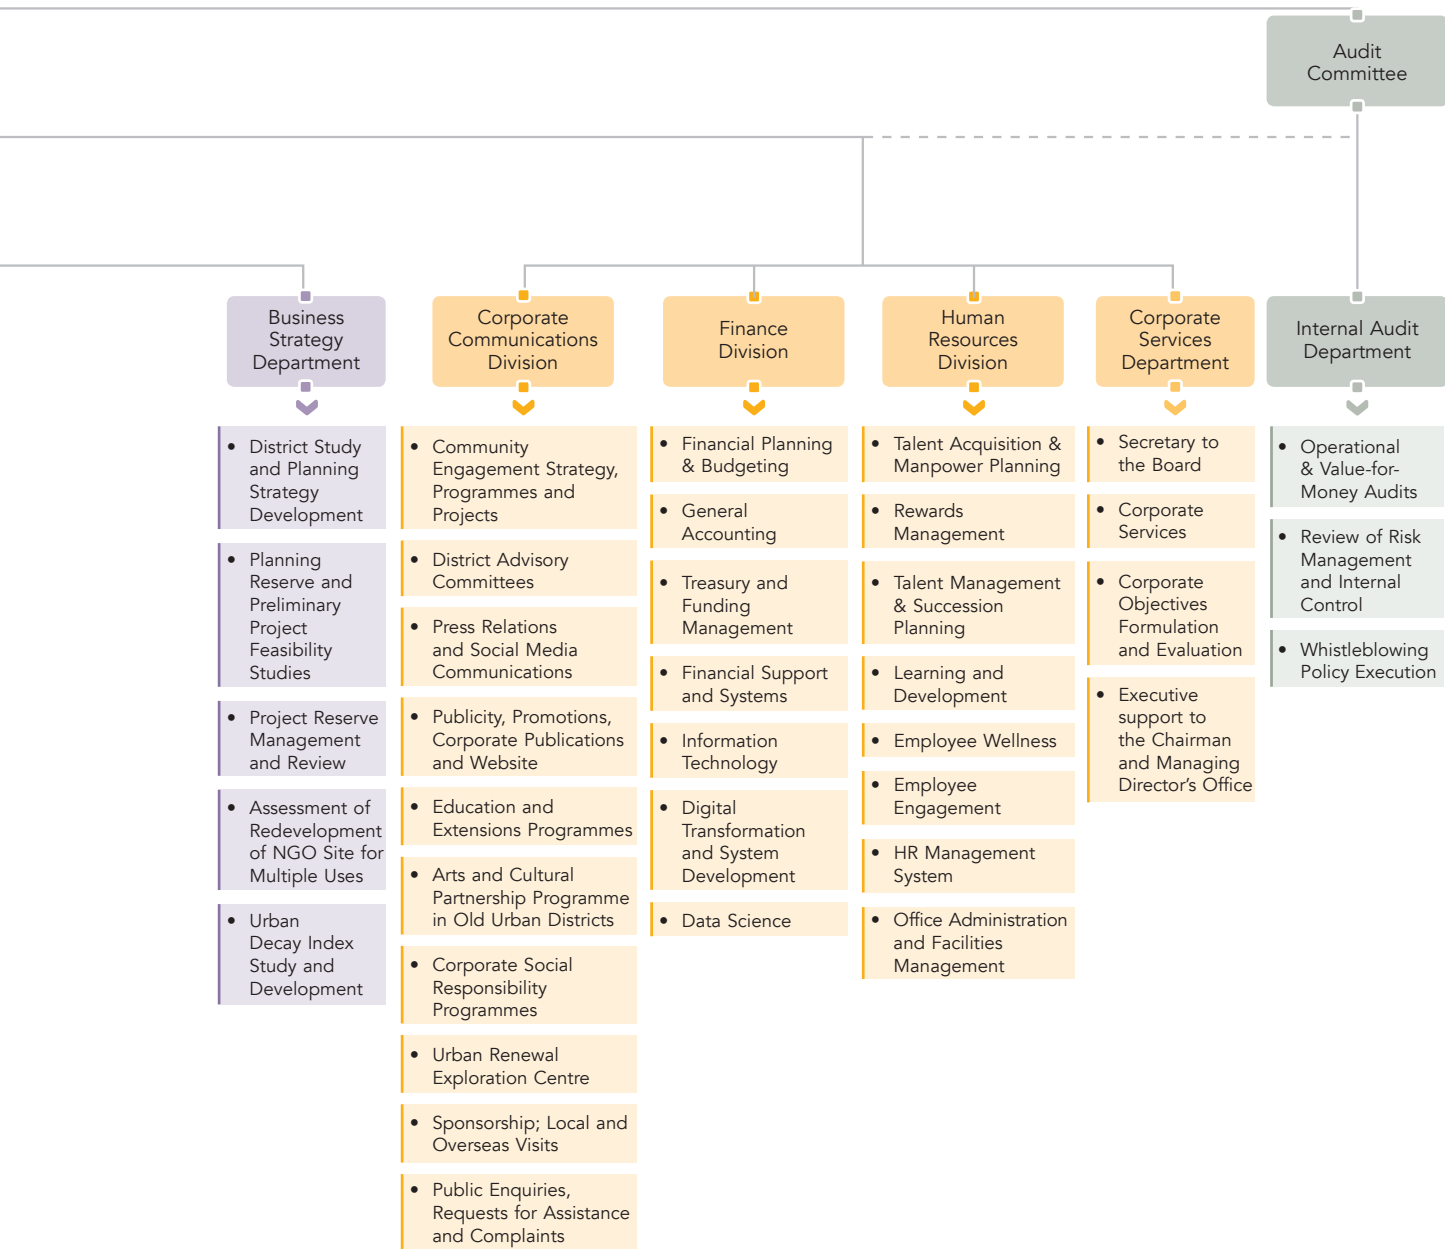 Audit
Committee
Business
Strategy
Department
Corporate
Communications
Division
Finance
Division
Human
Resources
Division
Corporate
Services
Department
Internal Audit
Department
• District Study
and Planning
Strategy
Development
• Planning
Reserve and
Preliminary
Project
Feasibility
Studies
• Project Reserve
Management
and Review
• Assessment of
Redevelopment
of NGO Site for
Multiple Uses
• Urban
Decay Index
Study and
Development
• Community
Engagement Strategy,
Programmes and
Projects
• District Advisory
Committees
• Press Relations
and Social Media
Communications
• Publicity, Promotions,
Corporate Publications
and Website
• Education and
Extensions Programmes
• Arts and Cultural
Partnership Programme
in Old Urban Districts
• Corporate Social
Responsibility
Programmes
• Urban Renewal
Exploration Centre
• Sponsorship; Local and
Overseas Visits
• Public Enquiries,
Requests for Assistance
and Complaints
• Financial Planning
& Budgeting
• General
Accounting
• Treasury and
Funding
Management
• Financial Support
and Systems
• Information
Technology
• Digital
Transformation
and System
Development
• Data Science
• Talent Acquisition &
Manpower Planning
• Rewards
Management
• Talent Management
& Succession
Planning
• Learning and
Development
• Employee Wellness
• Employee
Engagement
• HR Management
System
• Office Administration
and Facilities
Management
• Secretary to
the Board
• Corporate
Services
• Corporate
Objectives
Formulation
and Evaluation
• Executive
support to
the Chairman
and Managing
Director’s Office
• Operational
& Value-for-
Money Audits
• Review of Risk
Management
and Internal
Control
• Whistleblowing
Policy Execution